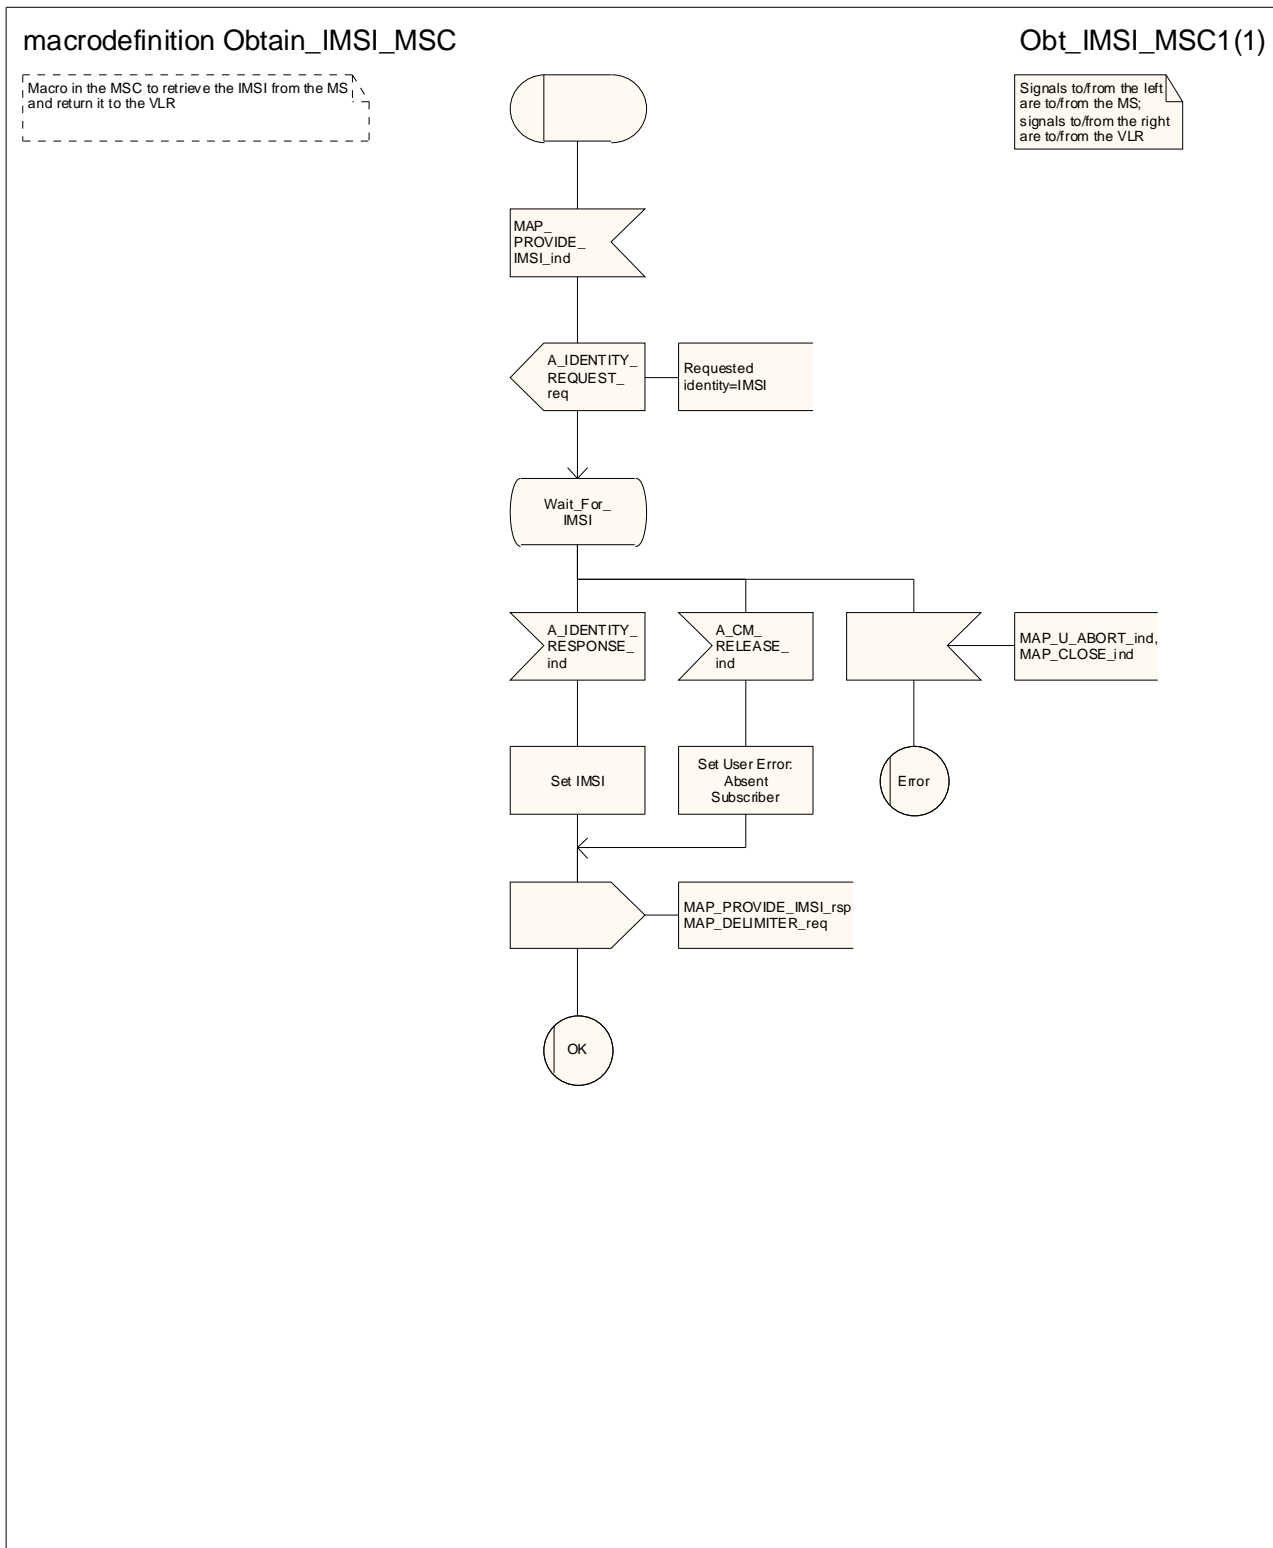 macrodefinition Obtain_IMSI_MSC
Obt_IMSI_MSC1(1)
Macro in the MSC to retrieve the IMSI from the MS
and return it to the VLR
Signals to/from the left
are to/from the MS;
signals to/from the right
are to/from the VLR
MAP_
PROVIDE_
IMSI_ind
A_IDENTITY_
REQUEST_
req
Requested
identity=IMSI
Wait_For_
IMSI
A_IDENTITY_
RESPONSE_
ind
A_CM_
RELEASE_
ind
MAP_U_ABORT_ind,
MAP_CLOSE_ind
Set IMSI
Set User Error:
Absent
Subscriber
Error
MAP_PROVIDE_IMSI_rsp
MAP_DELIMITER_req
OK